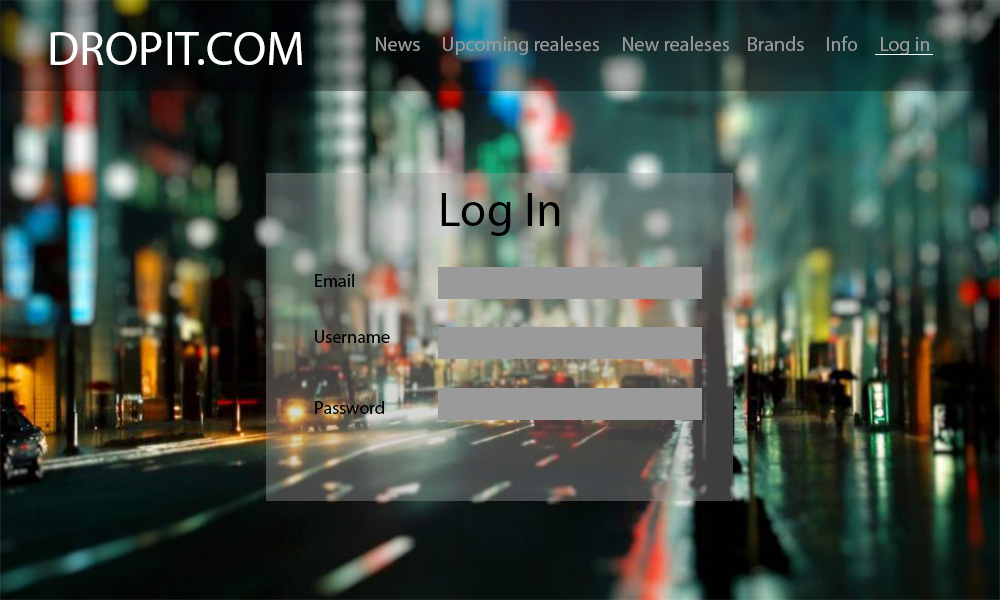 DROPIT.COM
News Upcoming realeses New realeses Brands Info Log in
Log In
Email
Username
Password